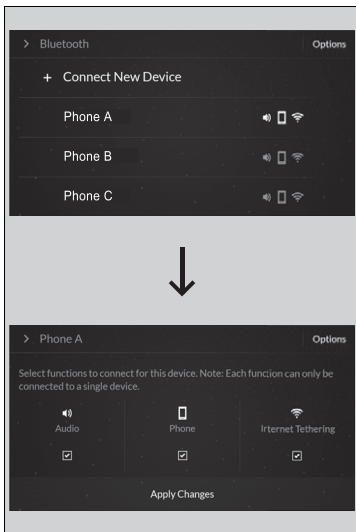 > Bluetooth Options
+ Connect New Device
Phone A
Phone B
Phone C
> Phone A Options
Select functions to connect for this device. Note: Each function can only be
connected to a single device.
Audio Phone Irternet Tethering
Apply Changes